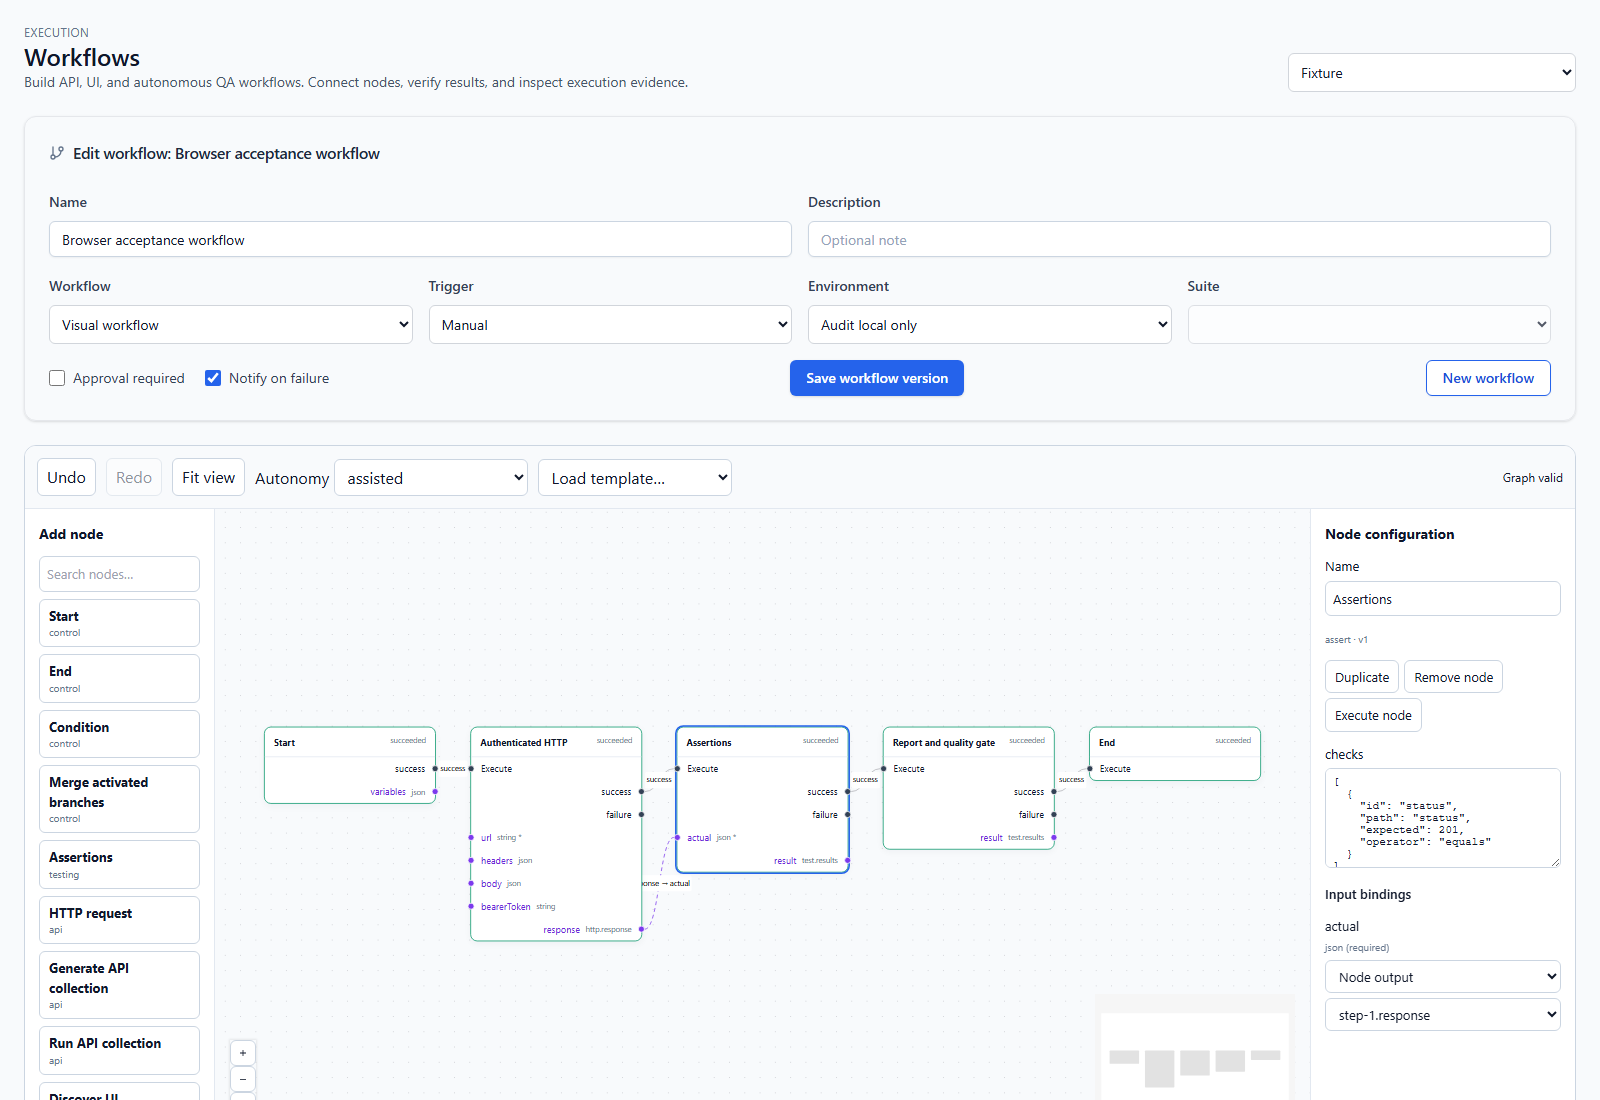 EXECUTION
Workflows
Build API, UI, and autonomous QA workflows. Connect nodes, verify results, and inspect execution evidence.
Fixture
Edit workflow: Browser acceptance workflow
Name
Description
Browser acceptance workflow
Optional note
Workflow
Trigger
Environment
Suite
Visual workflow
Manual
Audit local only
Approval required
Notify on failure
Save workflow version
New workflow
Undo
Redo
Fit view
Autonomy
assisted
Load template...
Graph valid
Add node
Search nodes...
Start
control
End
control
Condition
control
Merge activated
branches
control
Assertions
testing
HTTP request
api
Generate API
collection
api
Run API collection
api
Discover UI
Start
succeeded
success
variables json
success
Authenticated HTTP
succeeded
Execute
success
failure
url string *
headers json
body json
bearerToken string
response http.response
success
onse → actual
Assertions
succeeded
Execute
success
failure
actual json *
result test.results
success
Report and quality gate
succeeded
Execute
success
failure
result test.results
success
End
succeeded
Execute
+
−
Node configuration
Name
Assertions
assert · v1
Duplicate
Remove node
Execute node
checks
[
{
"id": "status",
"path": "status",
"expected": 201,
"operator": "equals"
}
]
Input bindings
actual
json (required)
Node output
step-1.response